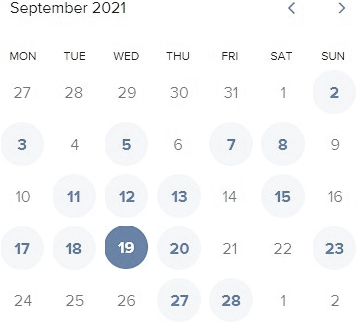 September 2021
MON TUE WED THU FRI SAT SUN
27 28 29 30 31 1 2
3 4 5 6 7 8 9
10 11 12 13 14 15 16
17 18 19 20 21 22 23
24 25 26 27 28 1 2